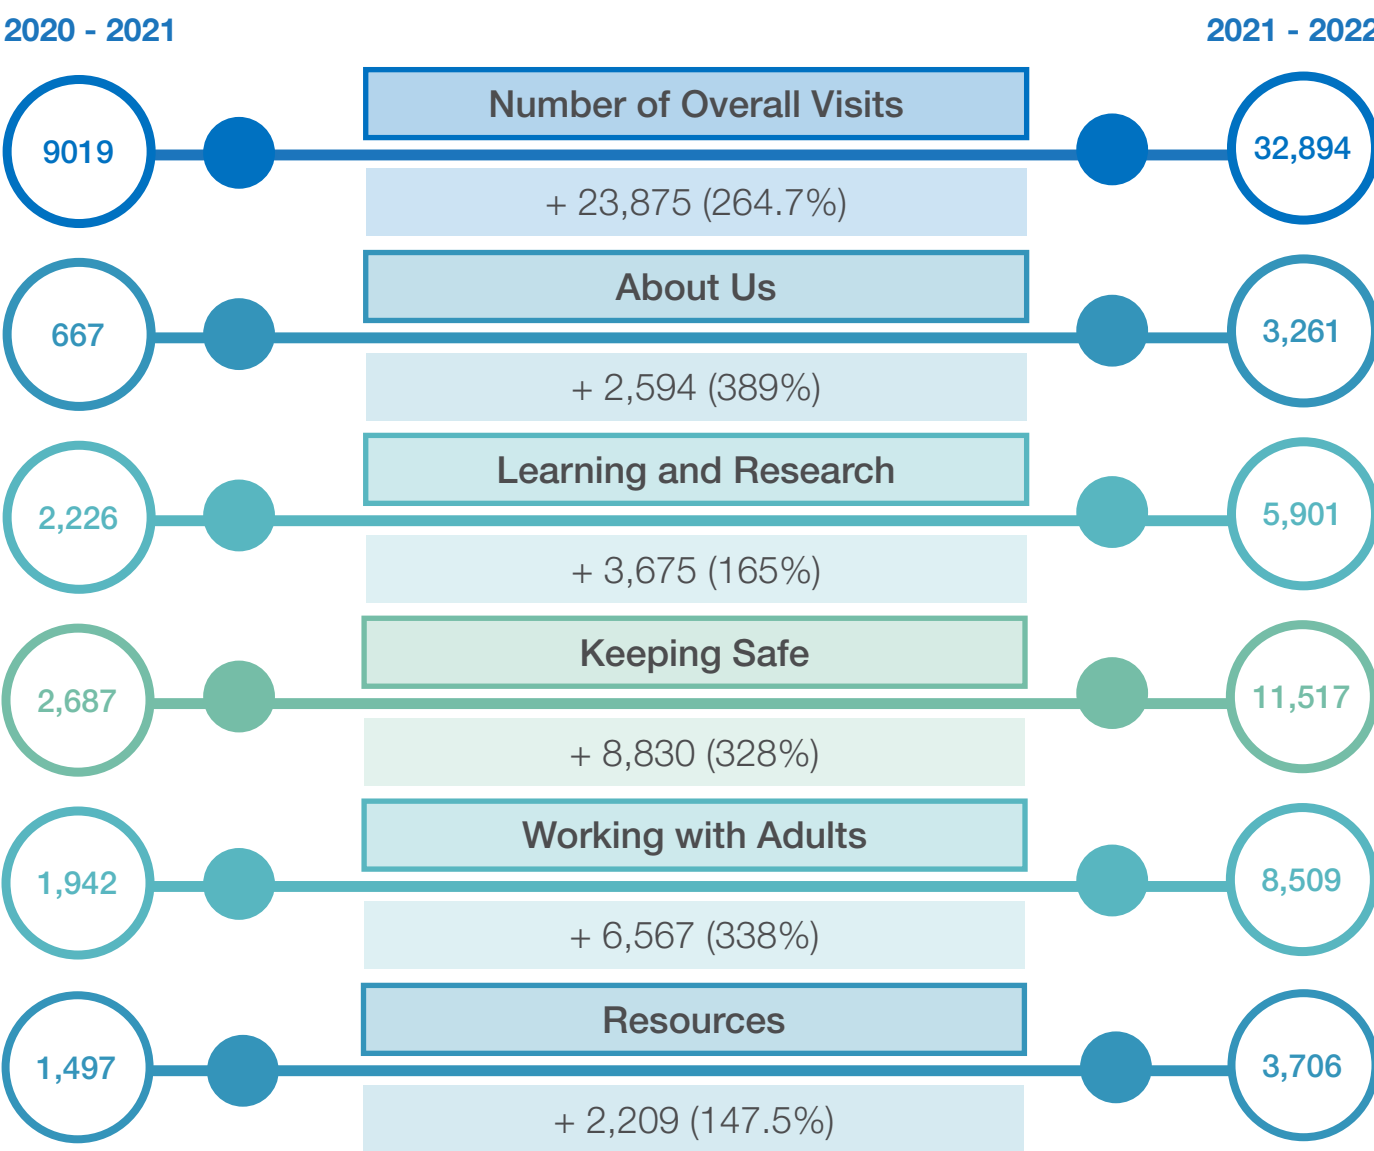 2020 - 2021 2021 - 2022
Number of Overall Visits
9019 32,894
+ 23,875 (264.7%)
About Us
667 3,261
+ 2,594 (389%)
Learning and Research
2,226 5,901
+ 3,675 (165%)
Keeping Safe
2,687 11,517
+ 8,830 (328%)
Working with Adults
1,942 8,509
+ 6,567 (338%)
Resources
1,497 3,706
+ 2,209 (147.5%)